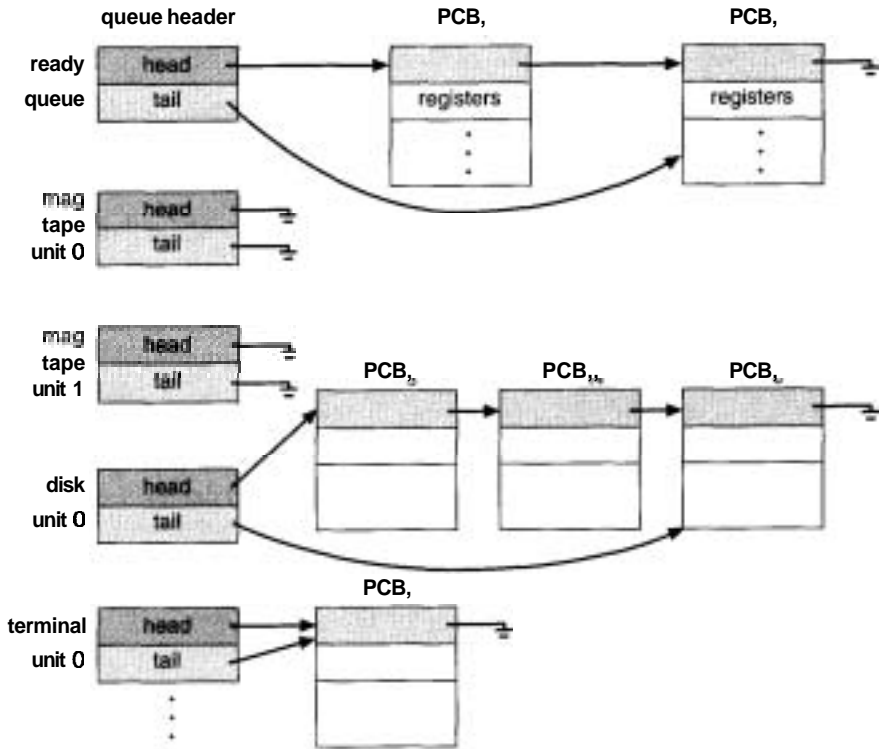 queue header
PCB,
PCB,
ready
queue
head
tail
registers
registers
mag
tape
unit 0
head
tail
mag
tape
unit 1
head
tail
PCB,
PCB,
PCB,
disk
unit 0
head
tail
PCB,
terminal
unit 0
head
tail